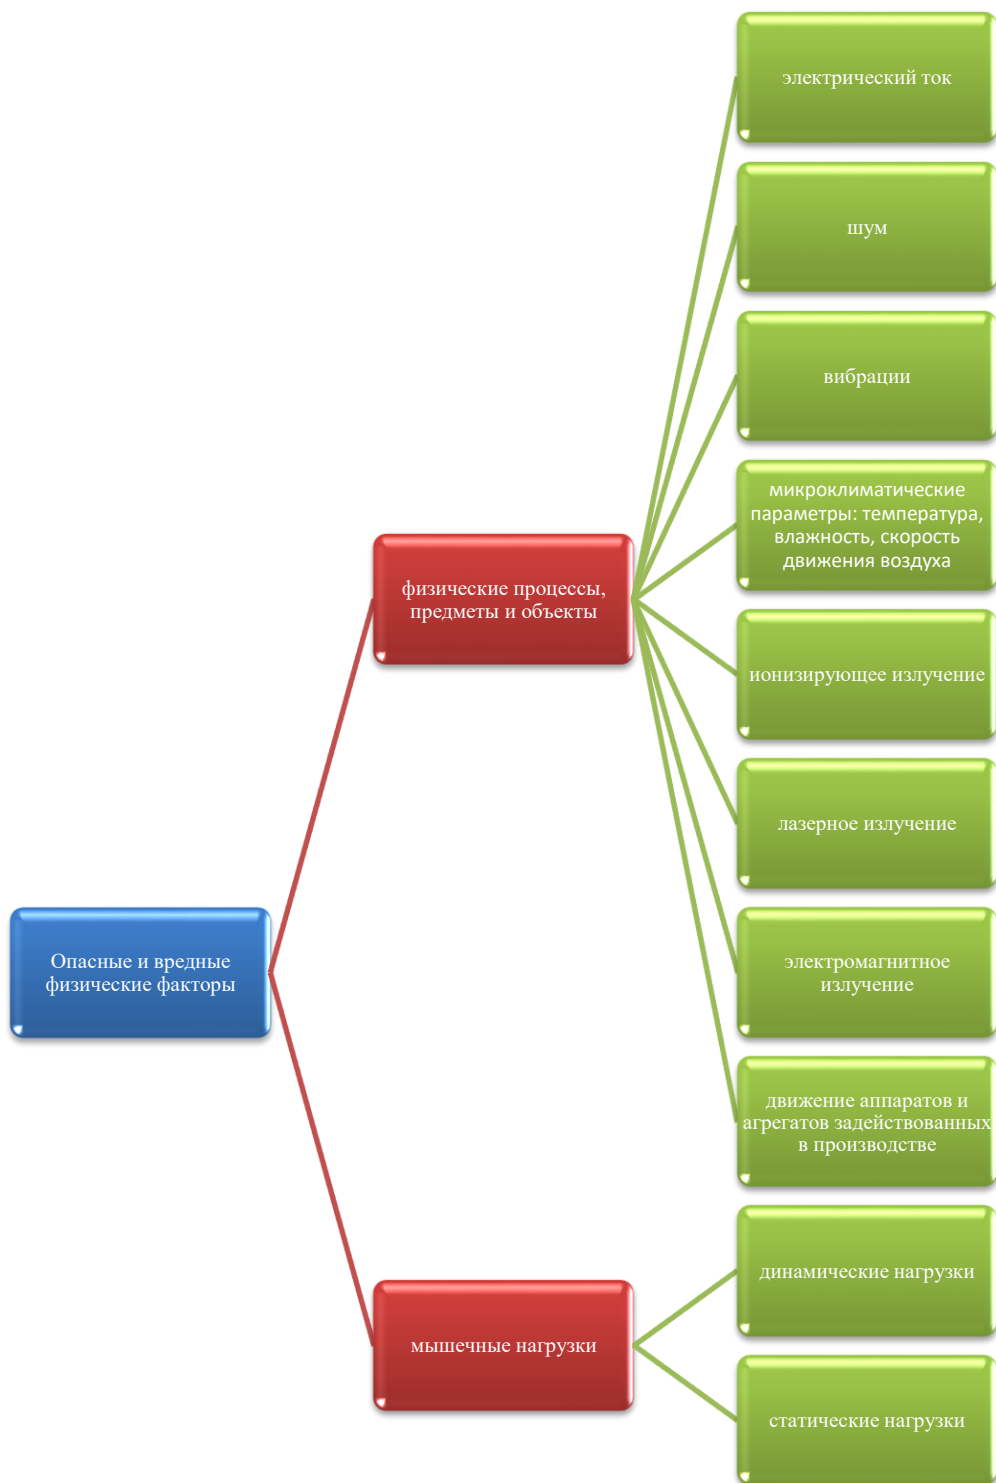 электрический ток
шум
вибрации
микроклиматические
параметры: температура,
влажность, скорость
движения воздуха
физические процессы,
предметы и объекты
ионизирующее излучение
лазерное излучение
Опасные и вредные
физические факторы
электромагнитное
излучение
движение аппаратов и
агрегатов задействованных
в производстве
динамические нагрузки
мышечные нагрузки
статические нагрузки